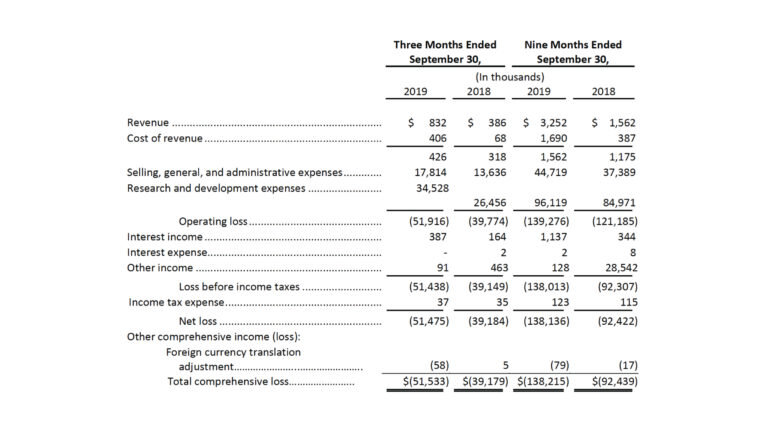 Three Months Ended Nine Months Ended
September 30, September 30,
(In thousands)
2019 2018 2019 2018
Revenue ........................................................................ $ 832 $ 386 $ 3,252 $ 1,562
Cost of revenue ............................................................. 406 68 1,690 387
426 318 1,562 1,175
Selling, general, and administrative expenses............. 17,814 13,636 44,719 37,389
Research and development expenses ......................... 34,528
26,456 96,119 84,971
Operating loss ............................................. (51,916) (39,774) (139,276) (121,185)
Interest income ............................................................. 387 164 1,137 344
Interest expense............................................................ - 2 2 8
Other income ................................................................ 91 463 128 28,542
Loss before income taxes ........................... (51,438) (39,149) (138,013) (92,307)
Income tax expense...................................................... 37 35 123 115
Net loss ....................................................... (51,475) (39,184) (138,136) (92,422)
Other comprehensive income (loss):
Foreign currency translation
adjustment............................................. (58) 5 (79) (17)
Total comprehensive loss........................ $(51,533) $(39,179) $(138,215) $(92,439)